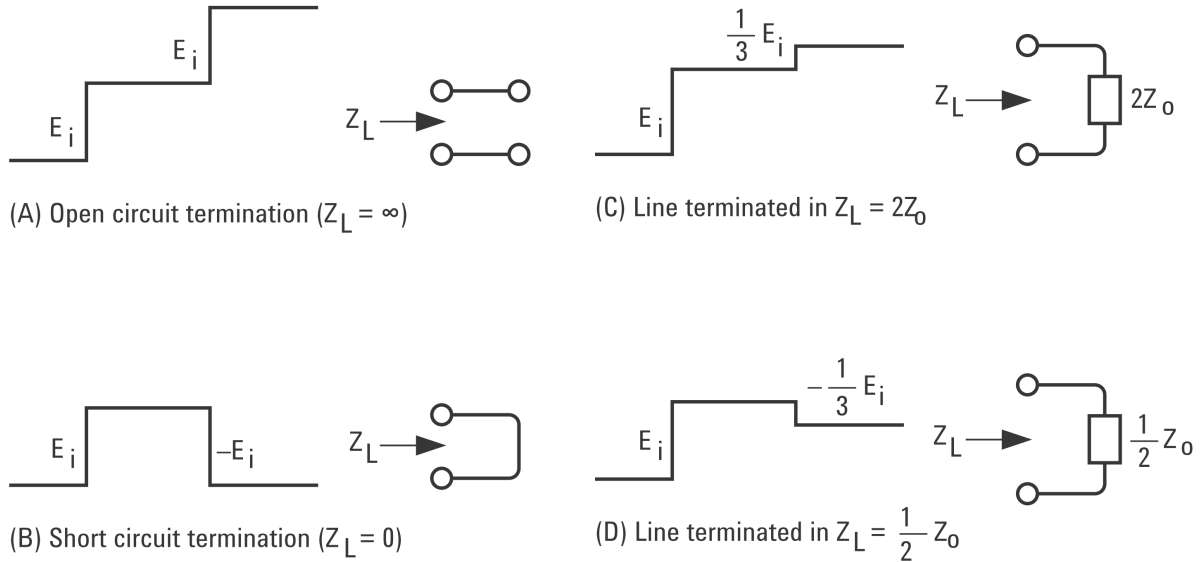 E i
E i
Z L
(A) Open circuit termination (Z L = ∞)
1/3 E i
E i
Z L
2Z o
(C) Line terminated in Z L = 2Z o
E i
–E i
Z L
(B) Short circuit termination (Z L = 0)
–1/3 E i
E i
Z L
1/2 Z o
(D) Line terminated in Z L = 1/2 Z o